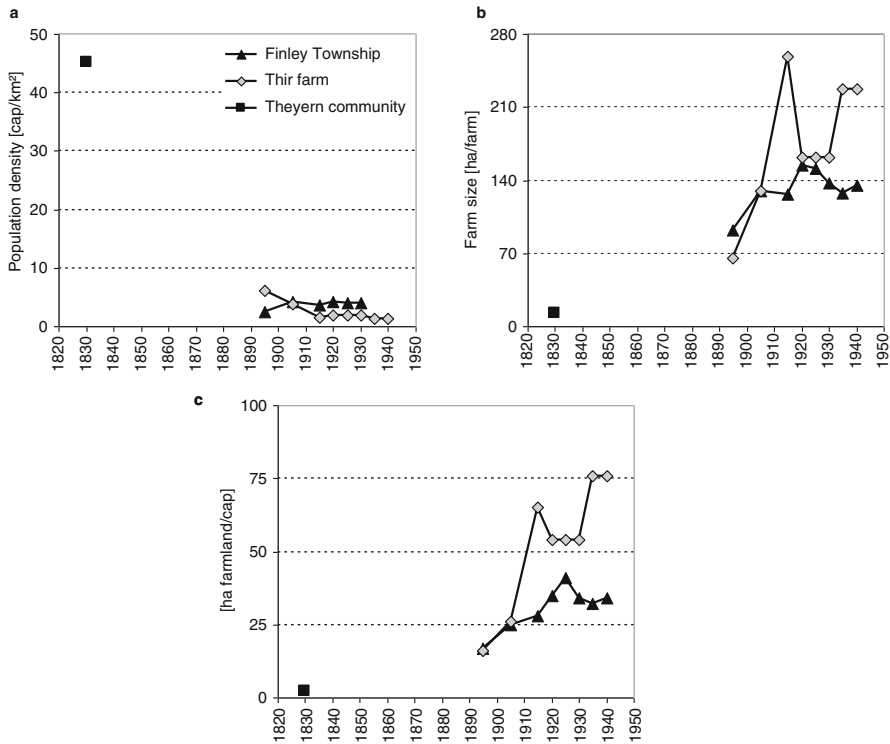 a
Population density [cap/km²]
50
40
30
20
10
0
Finley Township
Thir farm
Theyern community
1820 1830 1840 1850 1860 1870 1880 1890 1900 1910 1920 1930 1940 1950
b
Farm size [ha/farm]
280
210
140
70
0
1820 1830 1840 1850 1860 1870 1880 1890 1900 1910 1920 1930 1940 1950
c
[ha farmland/cap]
100
75
50
25
0
1820 1830 1840 1850 1860 1870 1880 1890 1900 1910 1920 1930 1940 1950